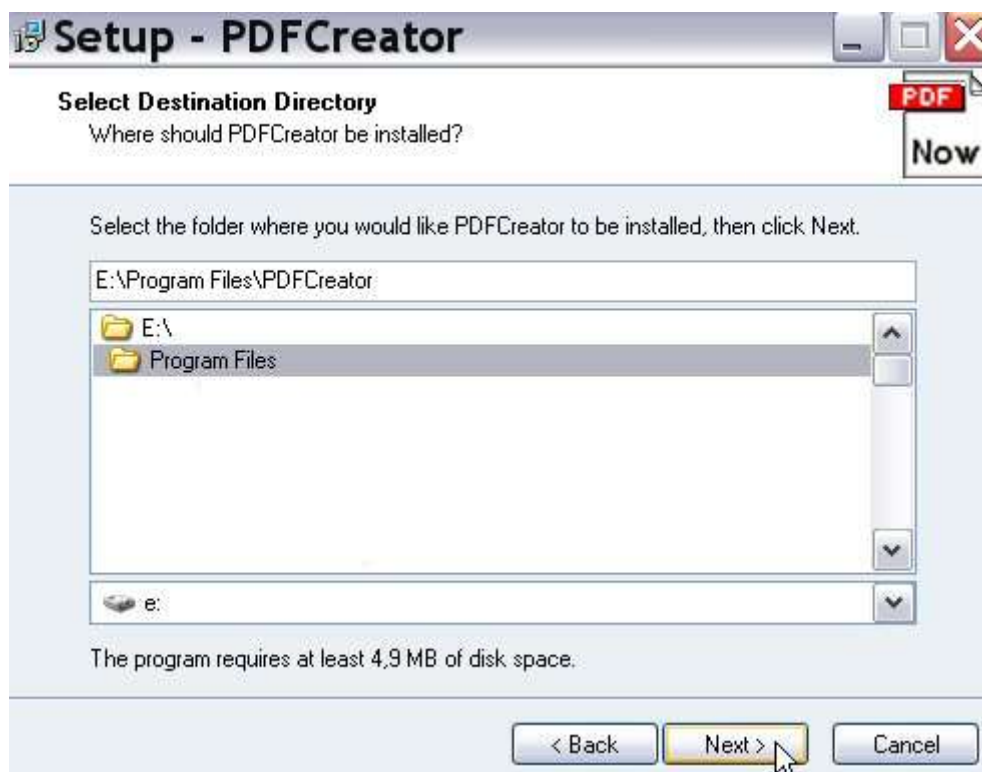 Setup - PDFCreator
Select Destination Directory
Where should PDFCreator be installed?
PDF
Now
Select the folder where you would like PDFCreator to be installed, then click Next.
E:\Program Files\PDFCreator
E:\
Program Files
e:
The program requires at least 4,9 MB of disk space.
< Back Next > Cancel